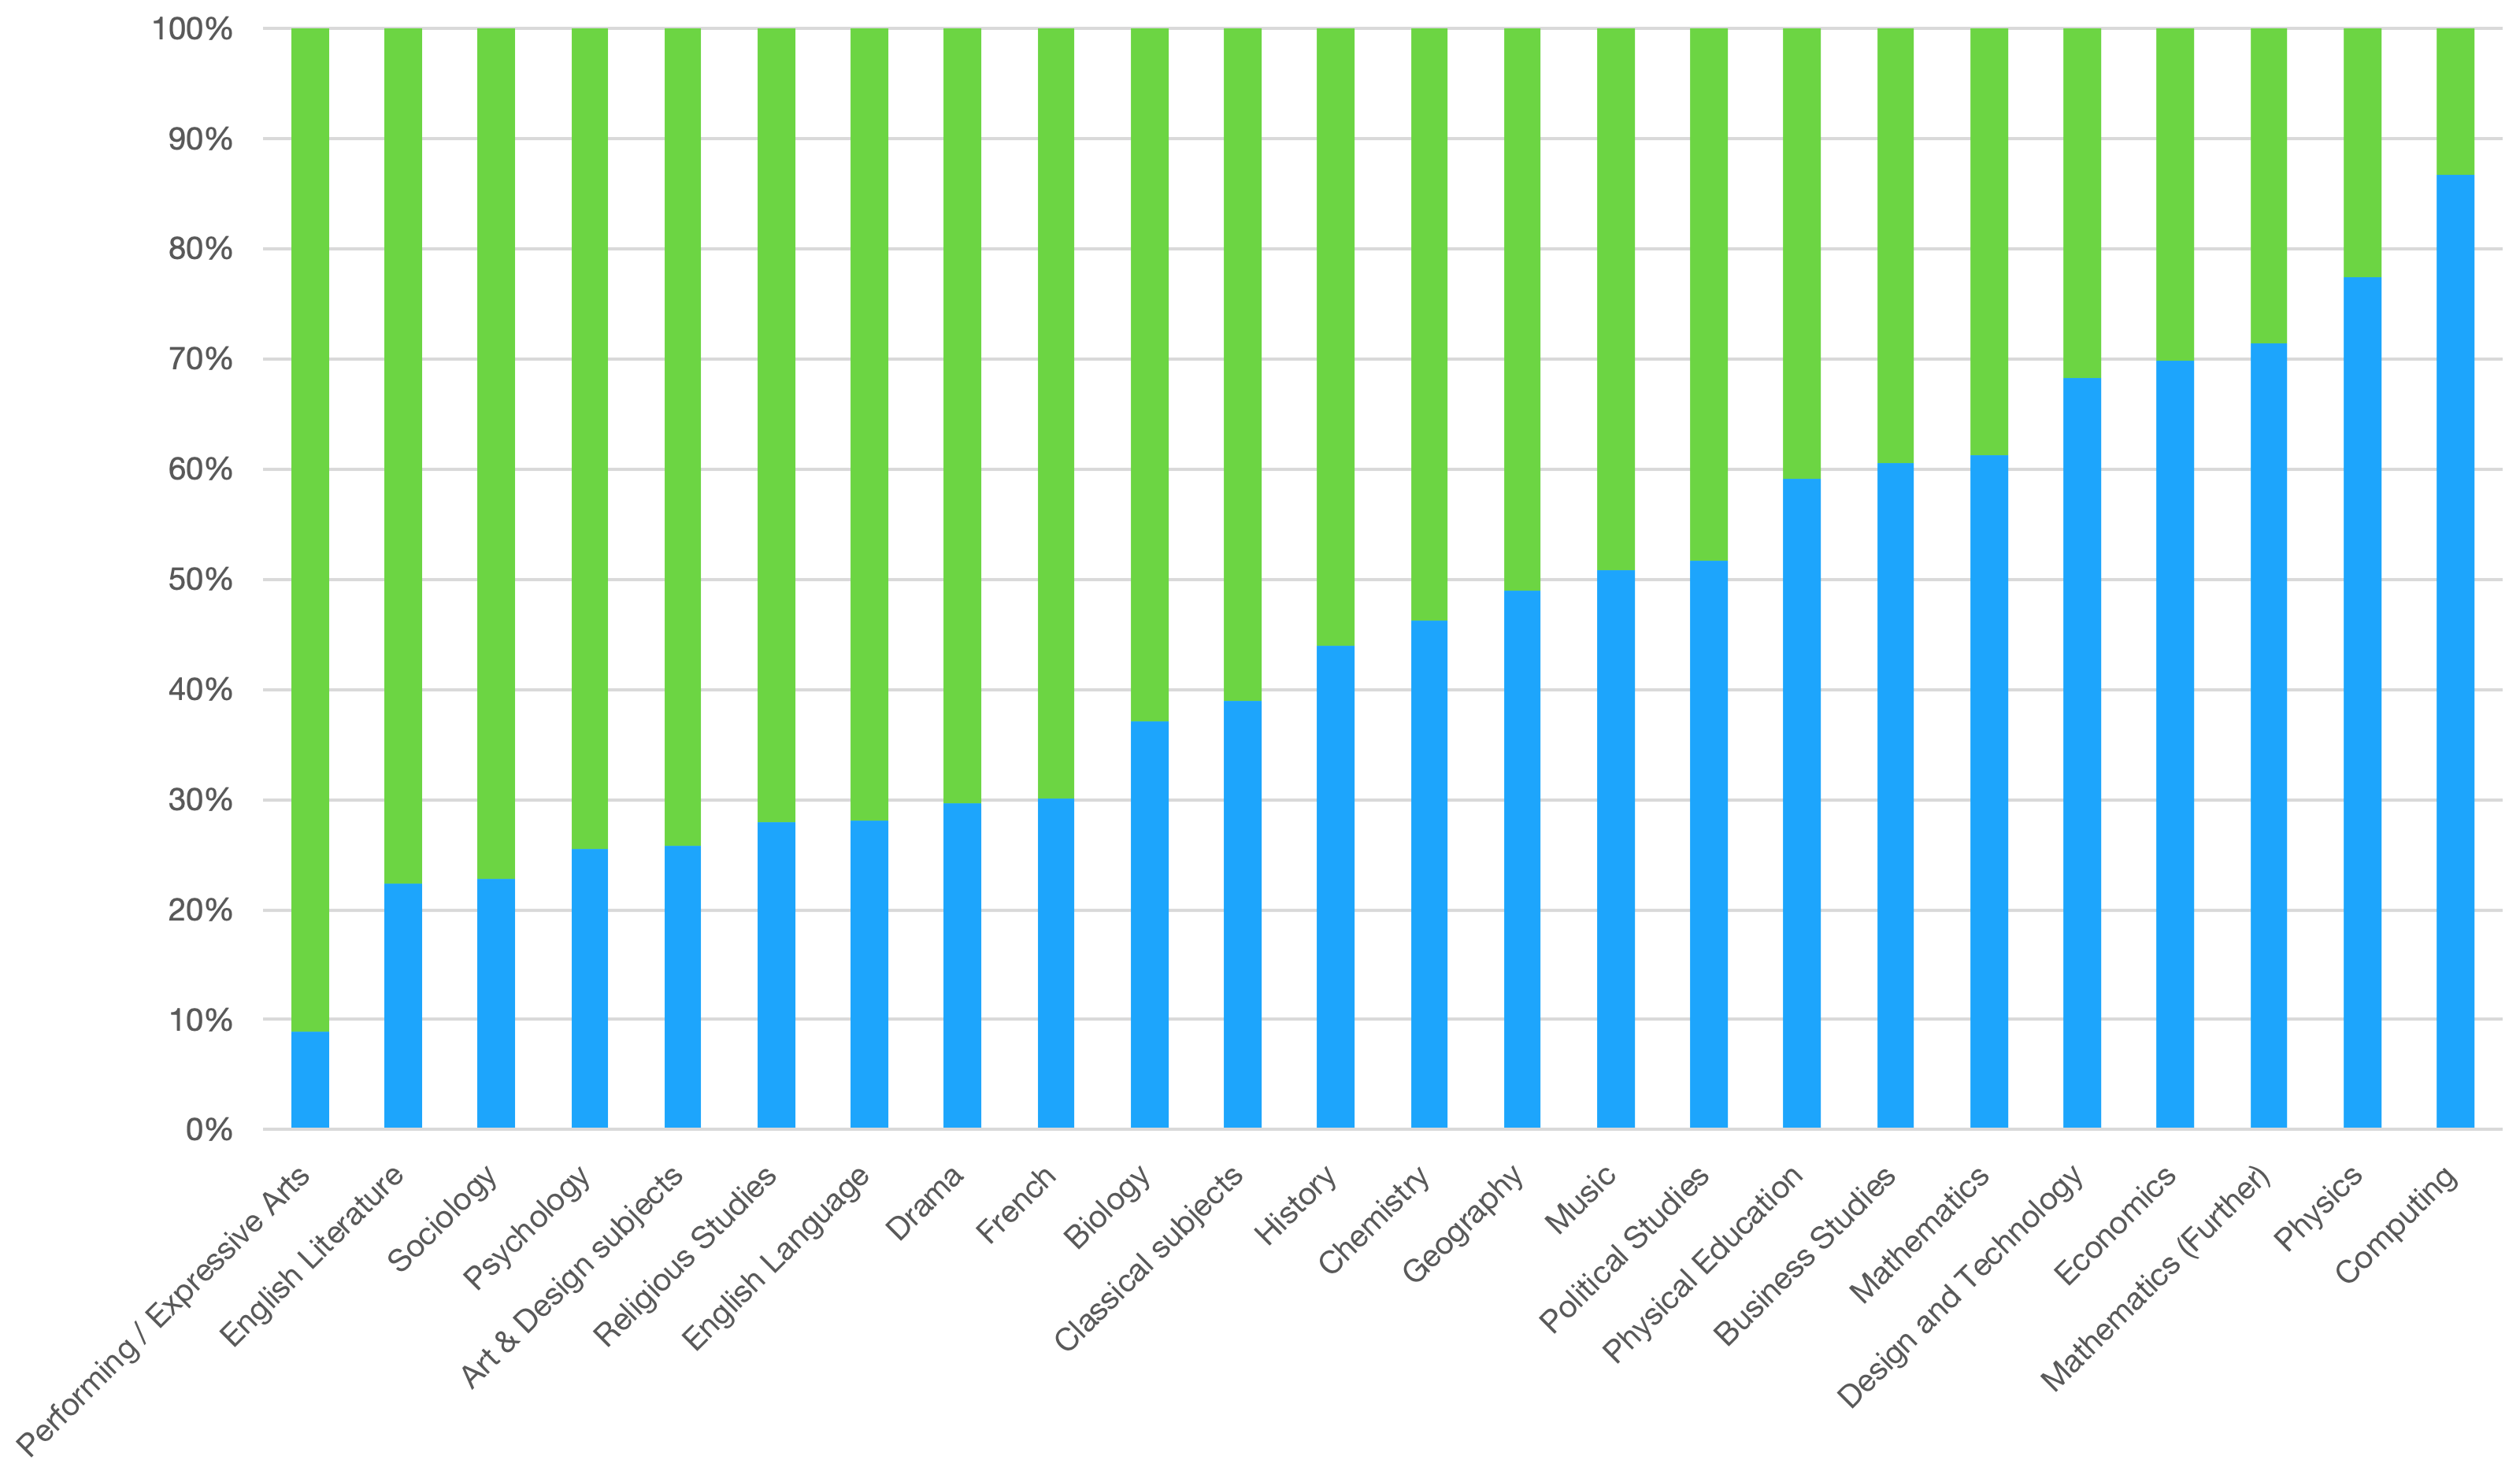 100%
90%
80%
70%
60%
50%
40%
30%
20%
10%
0%
Performing / Expressive Arts
English Literature
Sociology
Psychology
Art & Design subjects
Religious Studies
English Language
Drama
French
Biology
Classical subjects
History
Chemistry
Geography
Music
Political Studies
Physical Education
Business Studies
Mathematics
Design and Technology
Economics
Mathematics (Further)
Physics
Computing